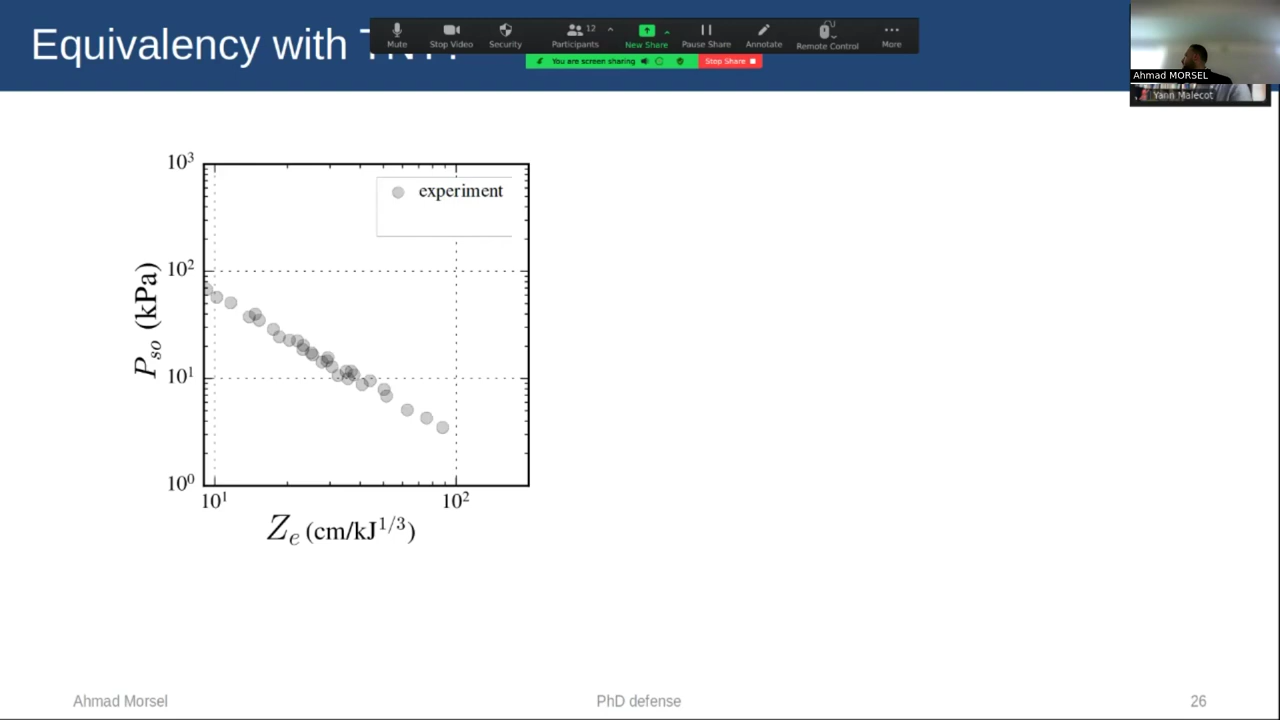 Equivalency with TNT?
Mute
Stop Video
Security
Participants
12
New Share
Pause Share
Annotate
Remote Control
More
You are screen sharing
Stop Share
Ahmad MORSEL
Yann Malecot
experiment
10³
10²
10¹
10⁰
P_so (kPa)
10¹
10²
Z_e (cm/kJ^1/3)
Ahmad Morsel
PhD defense
26